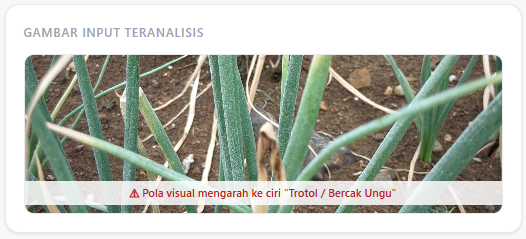 GAMBAR INPUT TERANALISIS
⚠ Pola visual mengarah ke ciri "Trotol / Bercak Ungu"